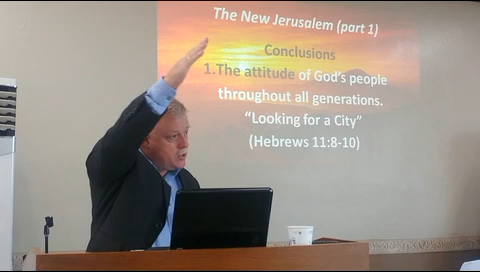 The New Jerusalem (part 1)
Conclusions
1.The attitude of God's people
throughout all generations.
"Looking for a City"
(Hebrews 11:8-10)